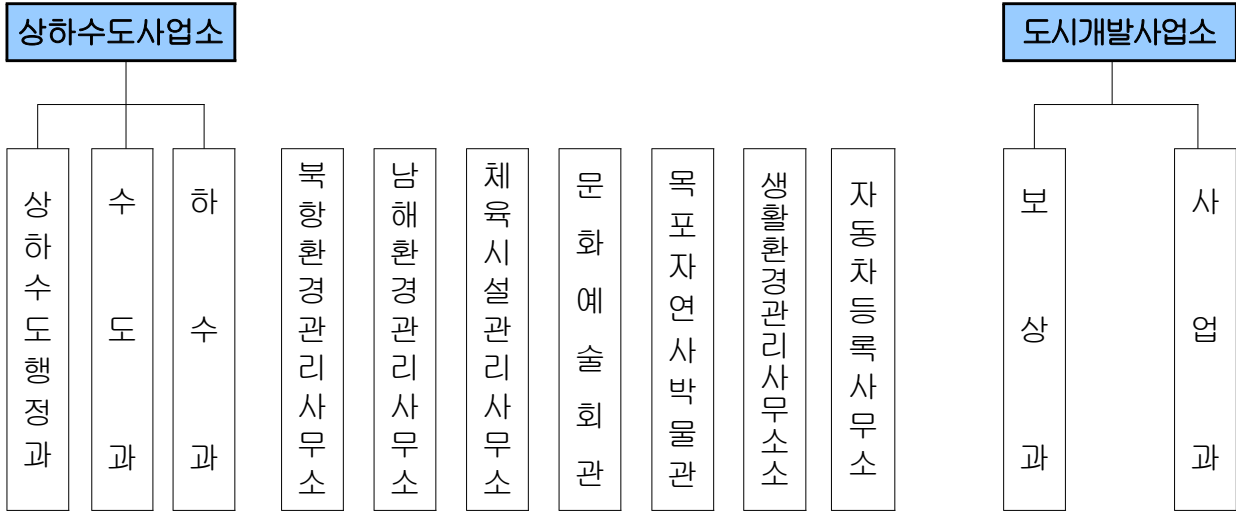 상하수도사업소
도시개발사업소
상하수도행정과
수도과
하수과
북항환경관리사무소
남해환경관리사무소
체육시설관리사무소
문화예술회관
목포자연사박물관
생활환경관리사무소소
자동차등록사무소
보상과
사업과